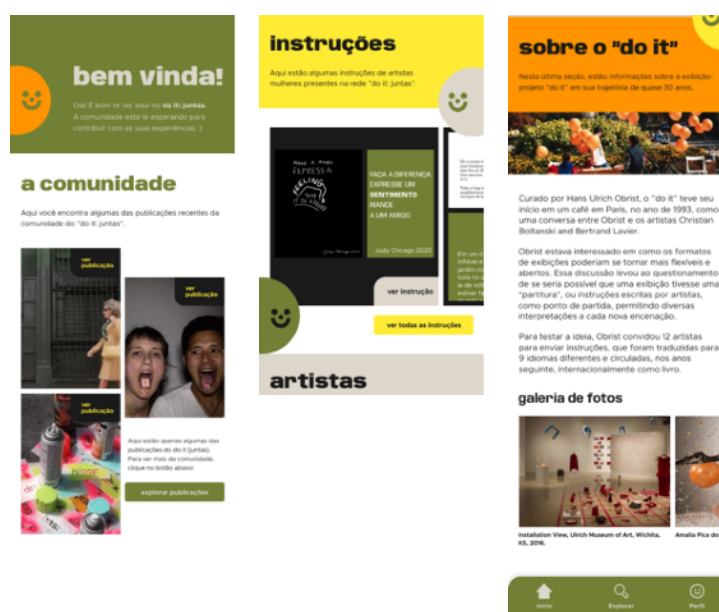 bem vinda!
Olá! É bom te ver aqui no do it: juntas.
A comunidade está te esperando para
contribuir com as suas experiências :)
a comunidade
Aqui você encontra algumas das publicações recentes da
comunidade do "do it: juntas".
ver
publicação
ver
publicação
ver
publicação
Aqui estão apenas algumas das
publicações do do it (juntas).
Para ver mais da comunidade,
clique no botão abaixo
explorar publicações
instruções
Aqui estão algumas instruções de artistas
mulheres presentes na rede "do it: juntas".
MAKE A MARK
EXPRESS A
FEELING
FAÇA A DIFERENÇA
EXPRESSE UM
SENTIMENTO
MANDE
A UM AMIGO
Judy Chicago 2020
ver instrução
ver todas as instruções
artistas
sobre o "do it"
Nesta última seção, estão informações sobre a exibição-
projeto "do it" em sua trajetória de quase 30 anos.
Curado por Hans Ulrich Obrist, o "do it" teve seu
início em um café em Paris, no ano de 1993, como
uma conversa entre Obrist e os artistas Christian
Boltanski and Bertrand Lavier.
Obrist estava interessado em como os formatos
de exibições poderiam se tornar mais flexíveis e
abertos. Essa discussão levou ao questionamento
de se seria possível que uma exibição tivesse uma
"partitura", ou instruções escritas por artistas,
como ponto de partida, permitindo diversas
interpretações a cada nova encenação.
Para testar a ideia, Obrist convidou 12 artistas
para enviar instruções, que foram traduzidas para
9 idiomas diferentes e circuladas, nos anos
seguinte, internacionalmente como livro.
galeria de fotos
Installation View, Ulrich Museum of Art, Wichita,
KS, 2016.
Amalia Pica do
Início
Explorar
Perfil